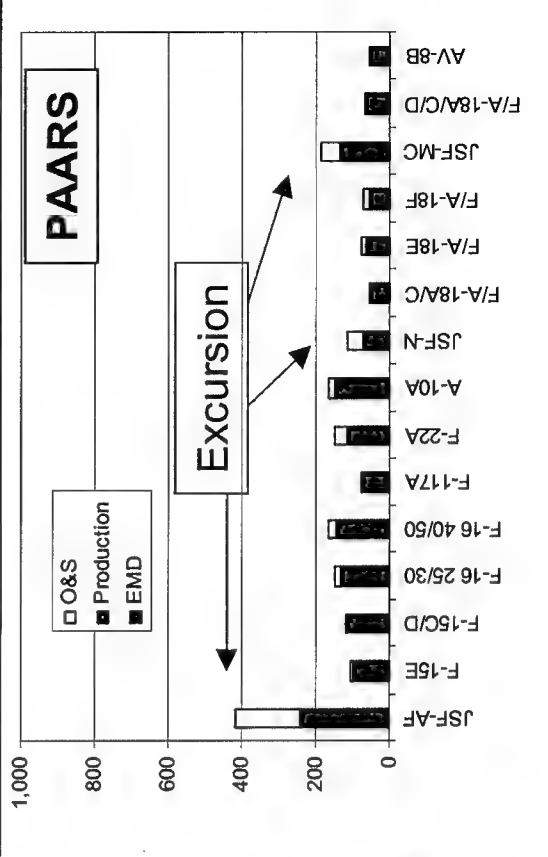 PAARS
O&S
Production
EMD
Excursion
1,000
800
600
400
200
0
JSF-AF
F-15E
F-15C/D
F-16 25/30
F-16 40/50
F-117A
F-22A
A-10A
JSF-N
F/A-18A/C
F/A-18E
F/A-18F
JSF-MC
F/A-18A/C/D
AV-8B